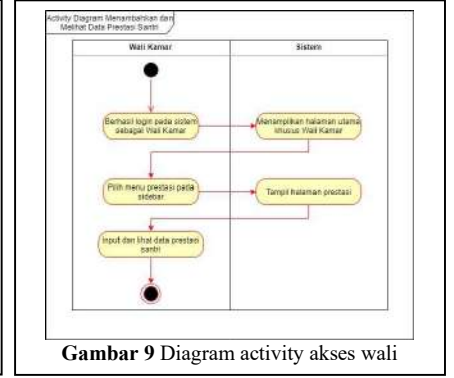 Activity Diagram Menambahkan dan
Melihat Data Prestasi Santri
Wali Kamar
Sistem
Berhasil login pada sistem
sebagai Wali Kamar
Menampilkan halaman utama
khusus Wali Kamar
Pilih menu prestasi pada
sidebar
Tampil halaman prestasi
Input dan lihat data prestasi
santri
Gambar 9 Diagram activity akses wali